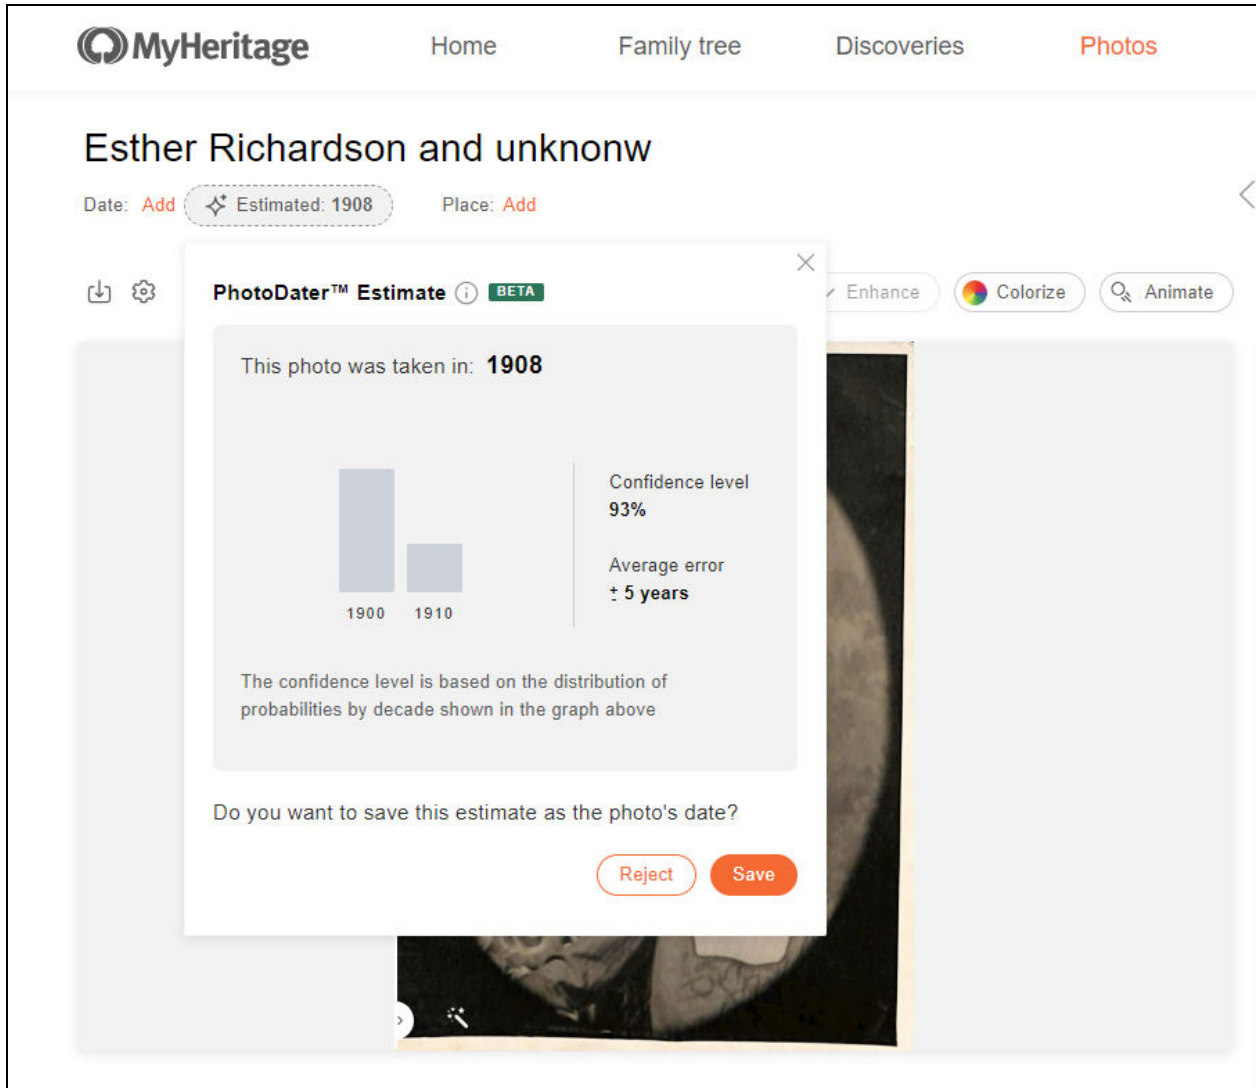 MyHeritage Home Family tree Discoveries Photos
Esther Richardson and unknonw
Date: Add Estimated: 1908 Place: Add
PhotoDater™ Estimate i BETA
Enhance Colorize Animate
This photo was taken in: 1908
Confidence level
93%
Average error
± 5 years
1900 1910
The confidence level is based on the distribution of
probabilities by decade shown in the graph above
Do you want to save this estimate as the photo's date?
Reject Save